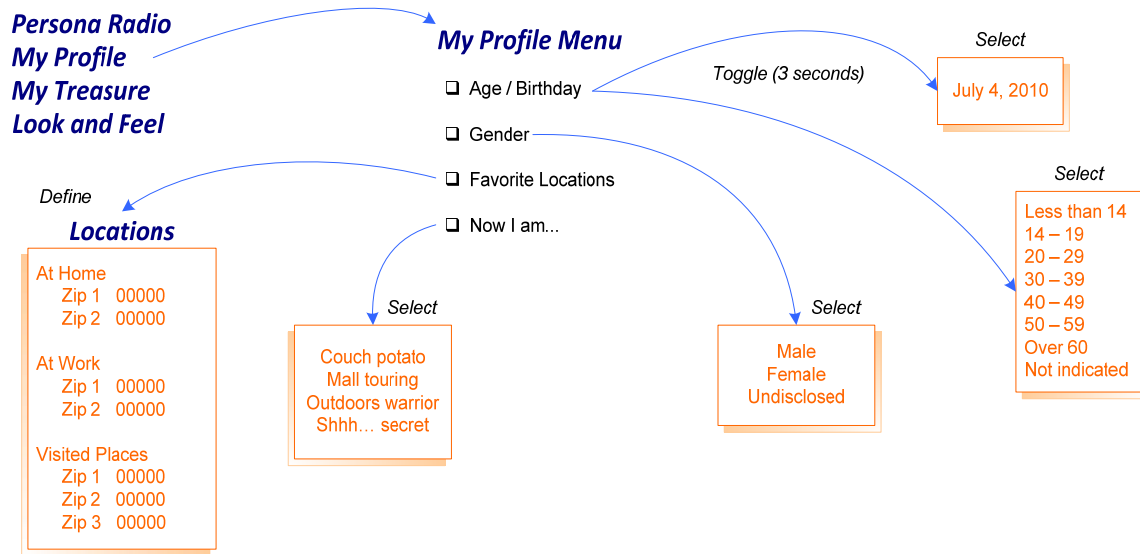 Persona Radio
My Profile
My Treasure
Look and Feel
My Profile Menu
❑ Age / Birthday
❑ Gender
❑ Favorite Locations
❑ Now I am...
Toggle (3 seconds)
Select
July 4, 2010
Select
Less than 14
14 – 19
20 – 29
30 – 39
40 – 49
50 – 59
Over 60
Not indicated
Define
Locations
At Home
Zip 1 00000
Zip 2 00000
At Work
Zip 1 00000
Zip 2 00000
Visited Places
Zip 1 00000
Zip 2 00000
Zip 3 00000
Select
Couch potato
Mall touring
Outdoors warrior
Shhh… secret
Select
Male
Female
Undisclosed